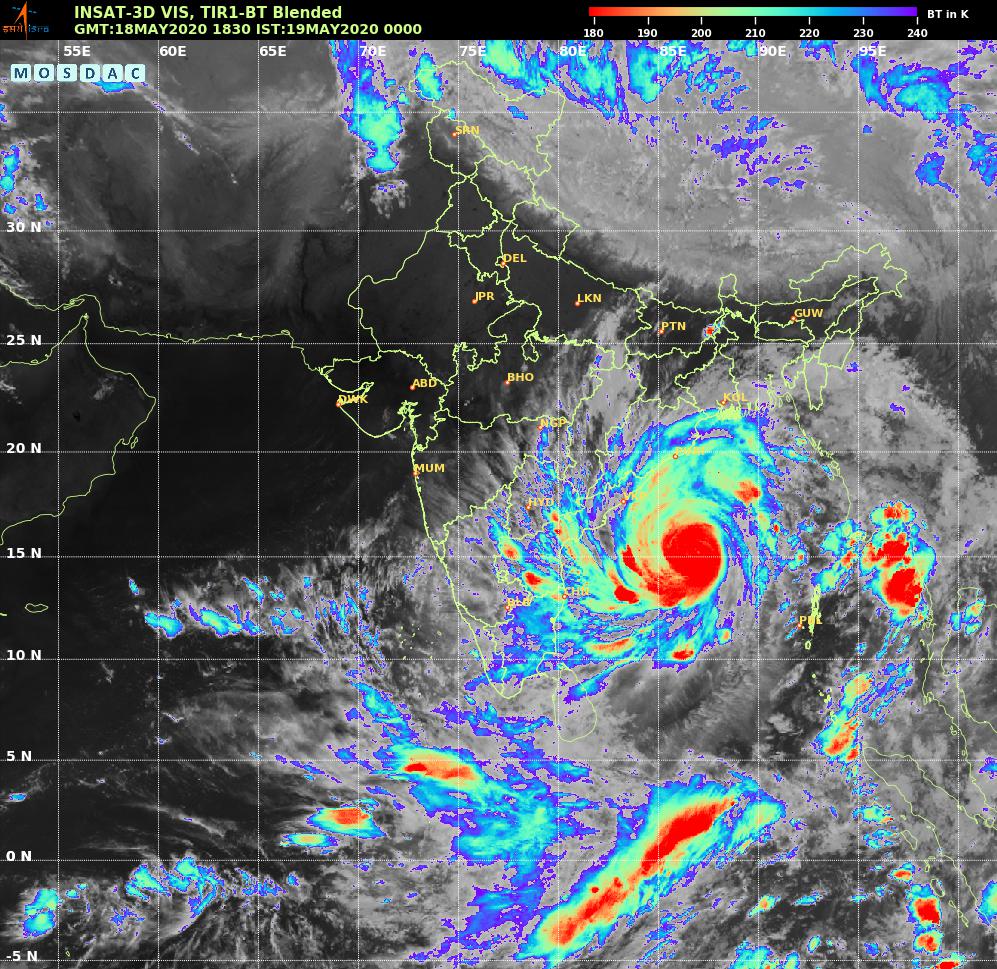 INSAT-3D VIS, TIR1-BT Blended
GMT:18MAY2020 1830 IST:19MAY2020 0000
BT in K
180 190 200 210 220 230 240
55E 60E 65E 70E 75E 80E 85E 90E 95E
MOSDAC
SRN
30 N
DEL
JPR LKN
PTN GUW
25 N
BHO
ABD
DWK KOL
NGP
20 N
MUM
HYD
15 N
CHN
PBL
10 N
5 N
0 N
-5 N